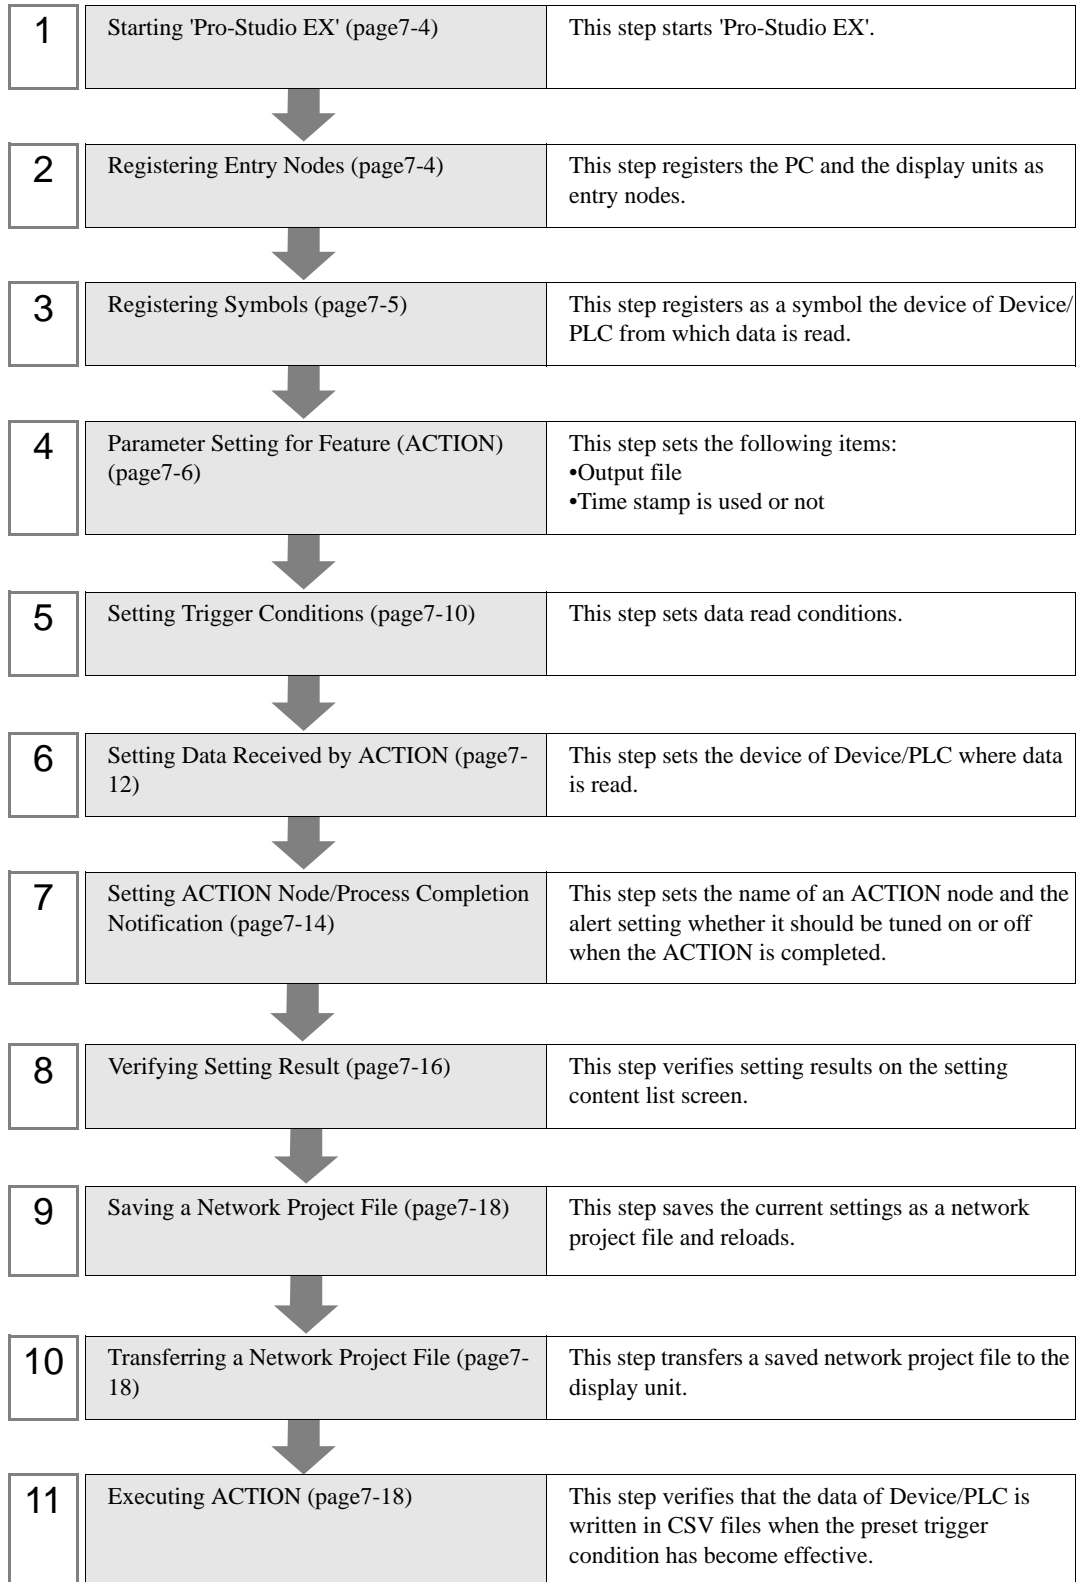 1
Starting 'Pro-Studio EX' (page7-4)
This step starts 'Pro-Studio EX'.
2
Registering Entry Nodes (page7-4)
This step registers the PC and the display units as
entry nodes.
3
Registering Symbols (page7-5)
This step registers as a symbol the device of Device/
PLC from which data is read.
4
Parameter Setting for Feature (ACTION)
(page7-6)
This step sets the following items:
•Output file
•Time stamp is used or not
5
Setting Trigger Conditions (page7-10)
This step sets data read conditions.
6
Setting Data Received by ACTION (page7-
12)
This step sets the device of Device/PLC where data
is read.
7
Setting ACTION Node/Process Completion
Notification (page7-14)
This step sets the name of an ACTION node and the
alert setting whether it should be tuned on or off
when the ACTION is completed.
8
Verifying Setting Result (page7-16)
This step verifies setting results on the setting
content list screen.
9
Saving a Network Project File (page7-18)
This step saves the current settings as a network
project file and reloads.
10
Transferring a Network Project File (page7-
18)
This step transfers a saved network project file to the
display unit.
11
Executing ACTION (page7-18)
This step verifies that the data of Device/PLC is
written in CSV files when the preset trigger
condition has become effective.